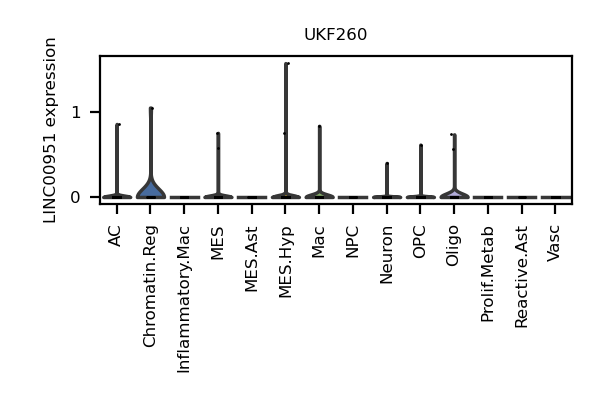 UKF260
LINC00951 expression
1
0
AC
Chromatin.Reg
Inflammatory.Mac
MES
MES.Ast
MES.Hyp
Mac
NPC
Neuron
OPC
Oligo
Prolif.Metab
Reactive.Ast
Vasc